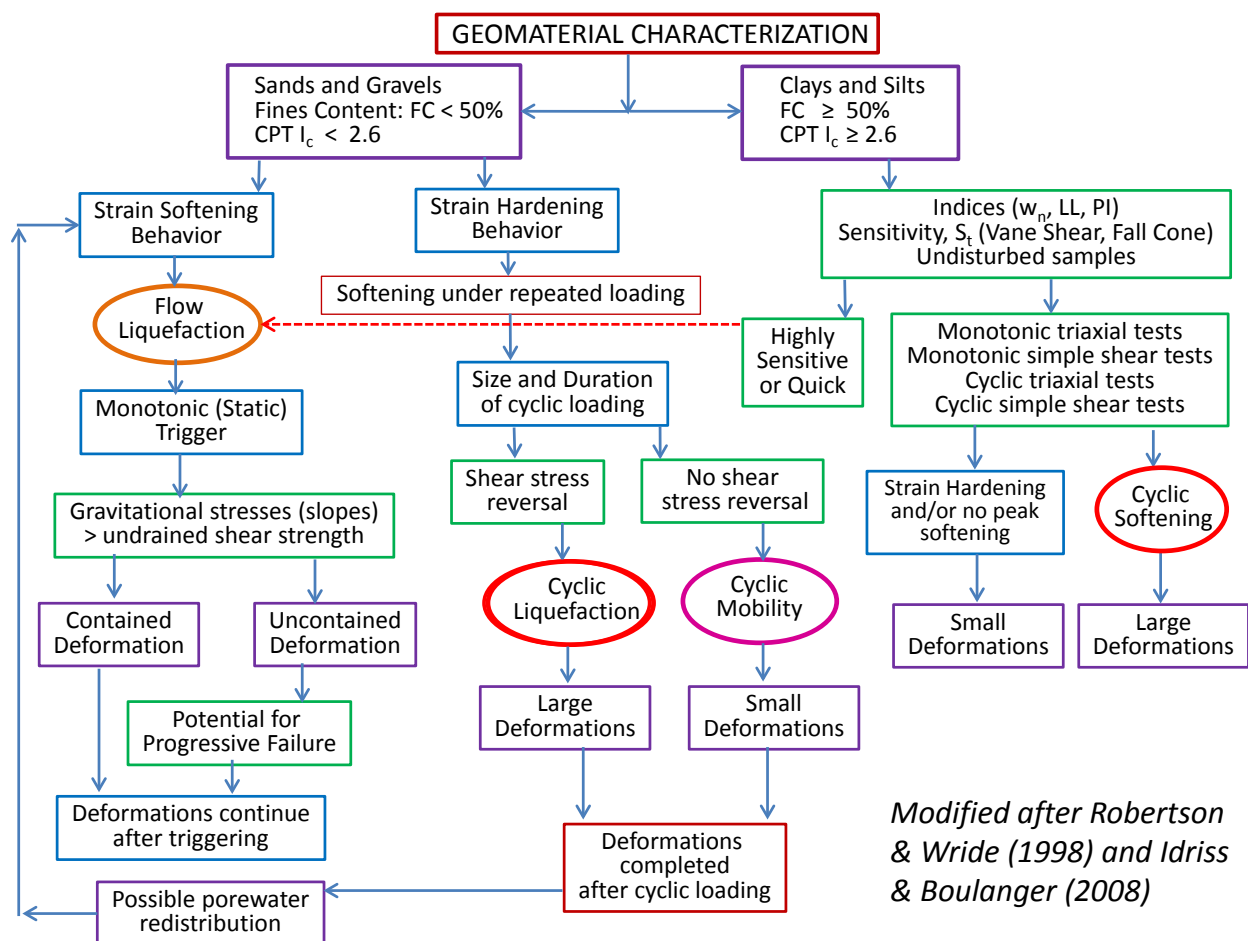 GEOMATERIAL CHARACTERIZATION
Sands and Gravels
Fines Content: FC < 50%
CPT Ic < 2.6
Clays and Silts
FC ≥ 50%
CPT Ic ≥ 2.6
Strain Softening
Behavior
Strain Hardening
Behavior
Indices (wn, LL, PI)
Sensitivity, St (Vane Shear, Fall Cone)
Undisturbed samples
Flow
Liquefaction
Softening under repeated loading
Highly
Sensitive
or Quick
Monotonic triaxial tests
Monotonic simple shear tests
Cyclic triaxial tests
Cyclic simple shear tests
Monotonic (Static)
Trigger
Size and Duration
of cyclic loading
Shear stress
reversal
No shear
stress reversal
Strain Hardening
and/or no peak
softening
Cyclic
Softening
Gravitational stresses (slopes)
> undrained shear strength
Cyclic
Liquefaction
Cyclic
Mobility
Contained
Deformation
Uncontained
Deformation
Small
Deformations
Large
Deformations
Potential for
Progressive Failure
Large
Deformations
Small
Deformations
Deformations continue
after triggering
Deformations
completed
after cyclic loading
Possible porewater
redistribution
Modified after Robertson
& Wride (1998) and Idriss
& Boulanger (2008)